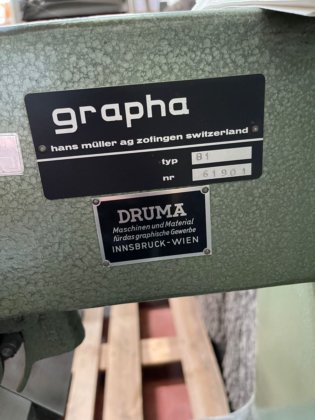 grapha
hans müller ag zofingen switzerland
typ B1
nr 61901
DRUMA
Maschinen und Material
für das graphische Gewerbe
INNSBRUCK-WIEN